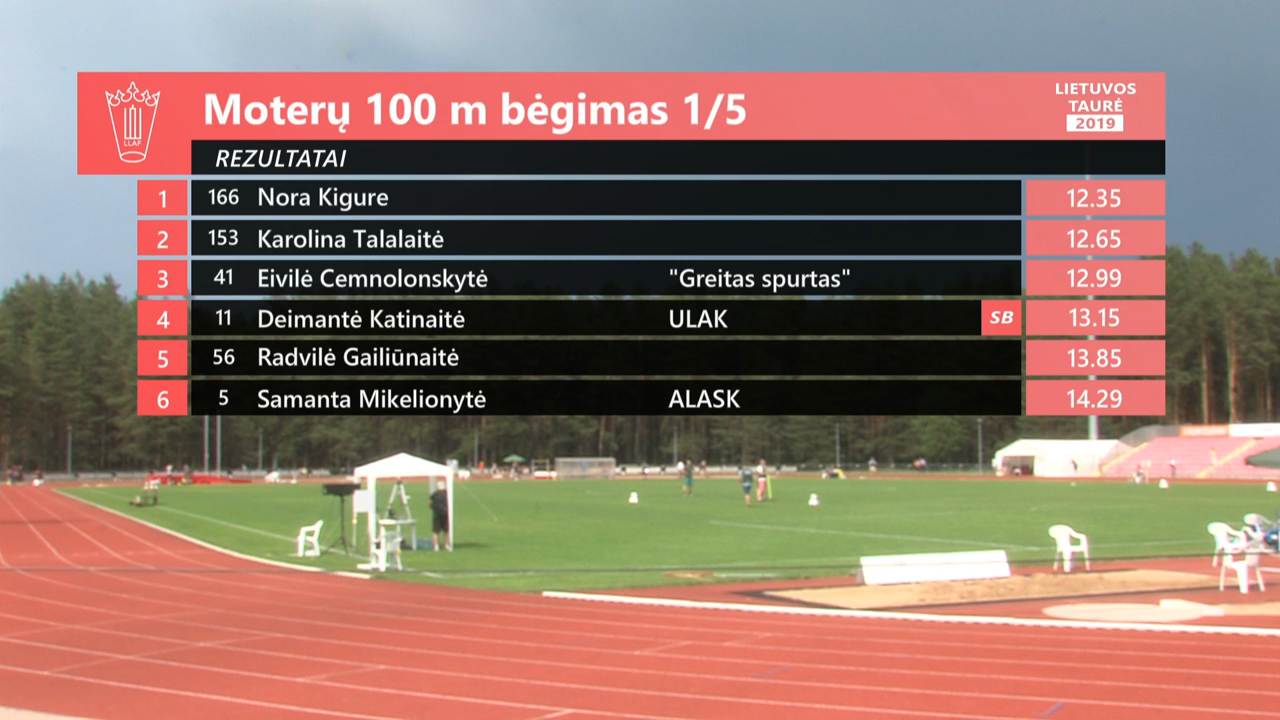 LLAF
Moterų 100 m bėgimas 1/5
LIETUVOS
TAURĖ
2019
REZULTATAI
1 166 Nora Kigure 12.35
2 153 Karolina Talalaitė 12.65
3 41 Eivilė Cemnolonskytė "Greitas spurtas" 12.99
4 11 Deimantė Katinaitė ULAK SB 13.15
5 56 Radvilė Gailiūnaitė 13.85
6 5 Samanta Mikelionytė ALASK 14.29